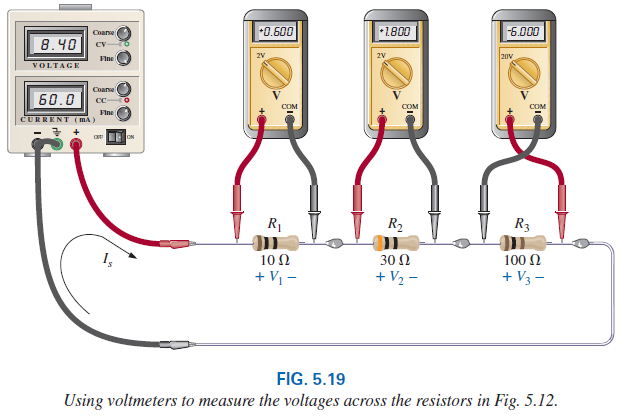 8.40
Coarse
CV
Fine
VOLTAGE
60.0
Coarse
CC
Fine
CURRENT (mA)
− +
OFF ON
+0.600
2V
V
+ COM
+1.800
2V
V
+ COM
-6.000
20V
V
+ COM
Is
R1 R2 R3
10 Ω 30 Ω 100 Ω
+ V1 − + V2 − + V3 −
FIG. 5.19
Using voltmeters to measure the voltages across the resistors in Fig. 5.12.